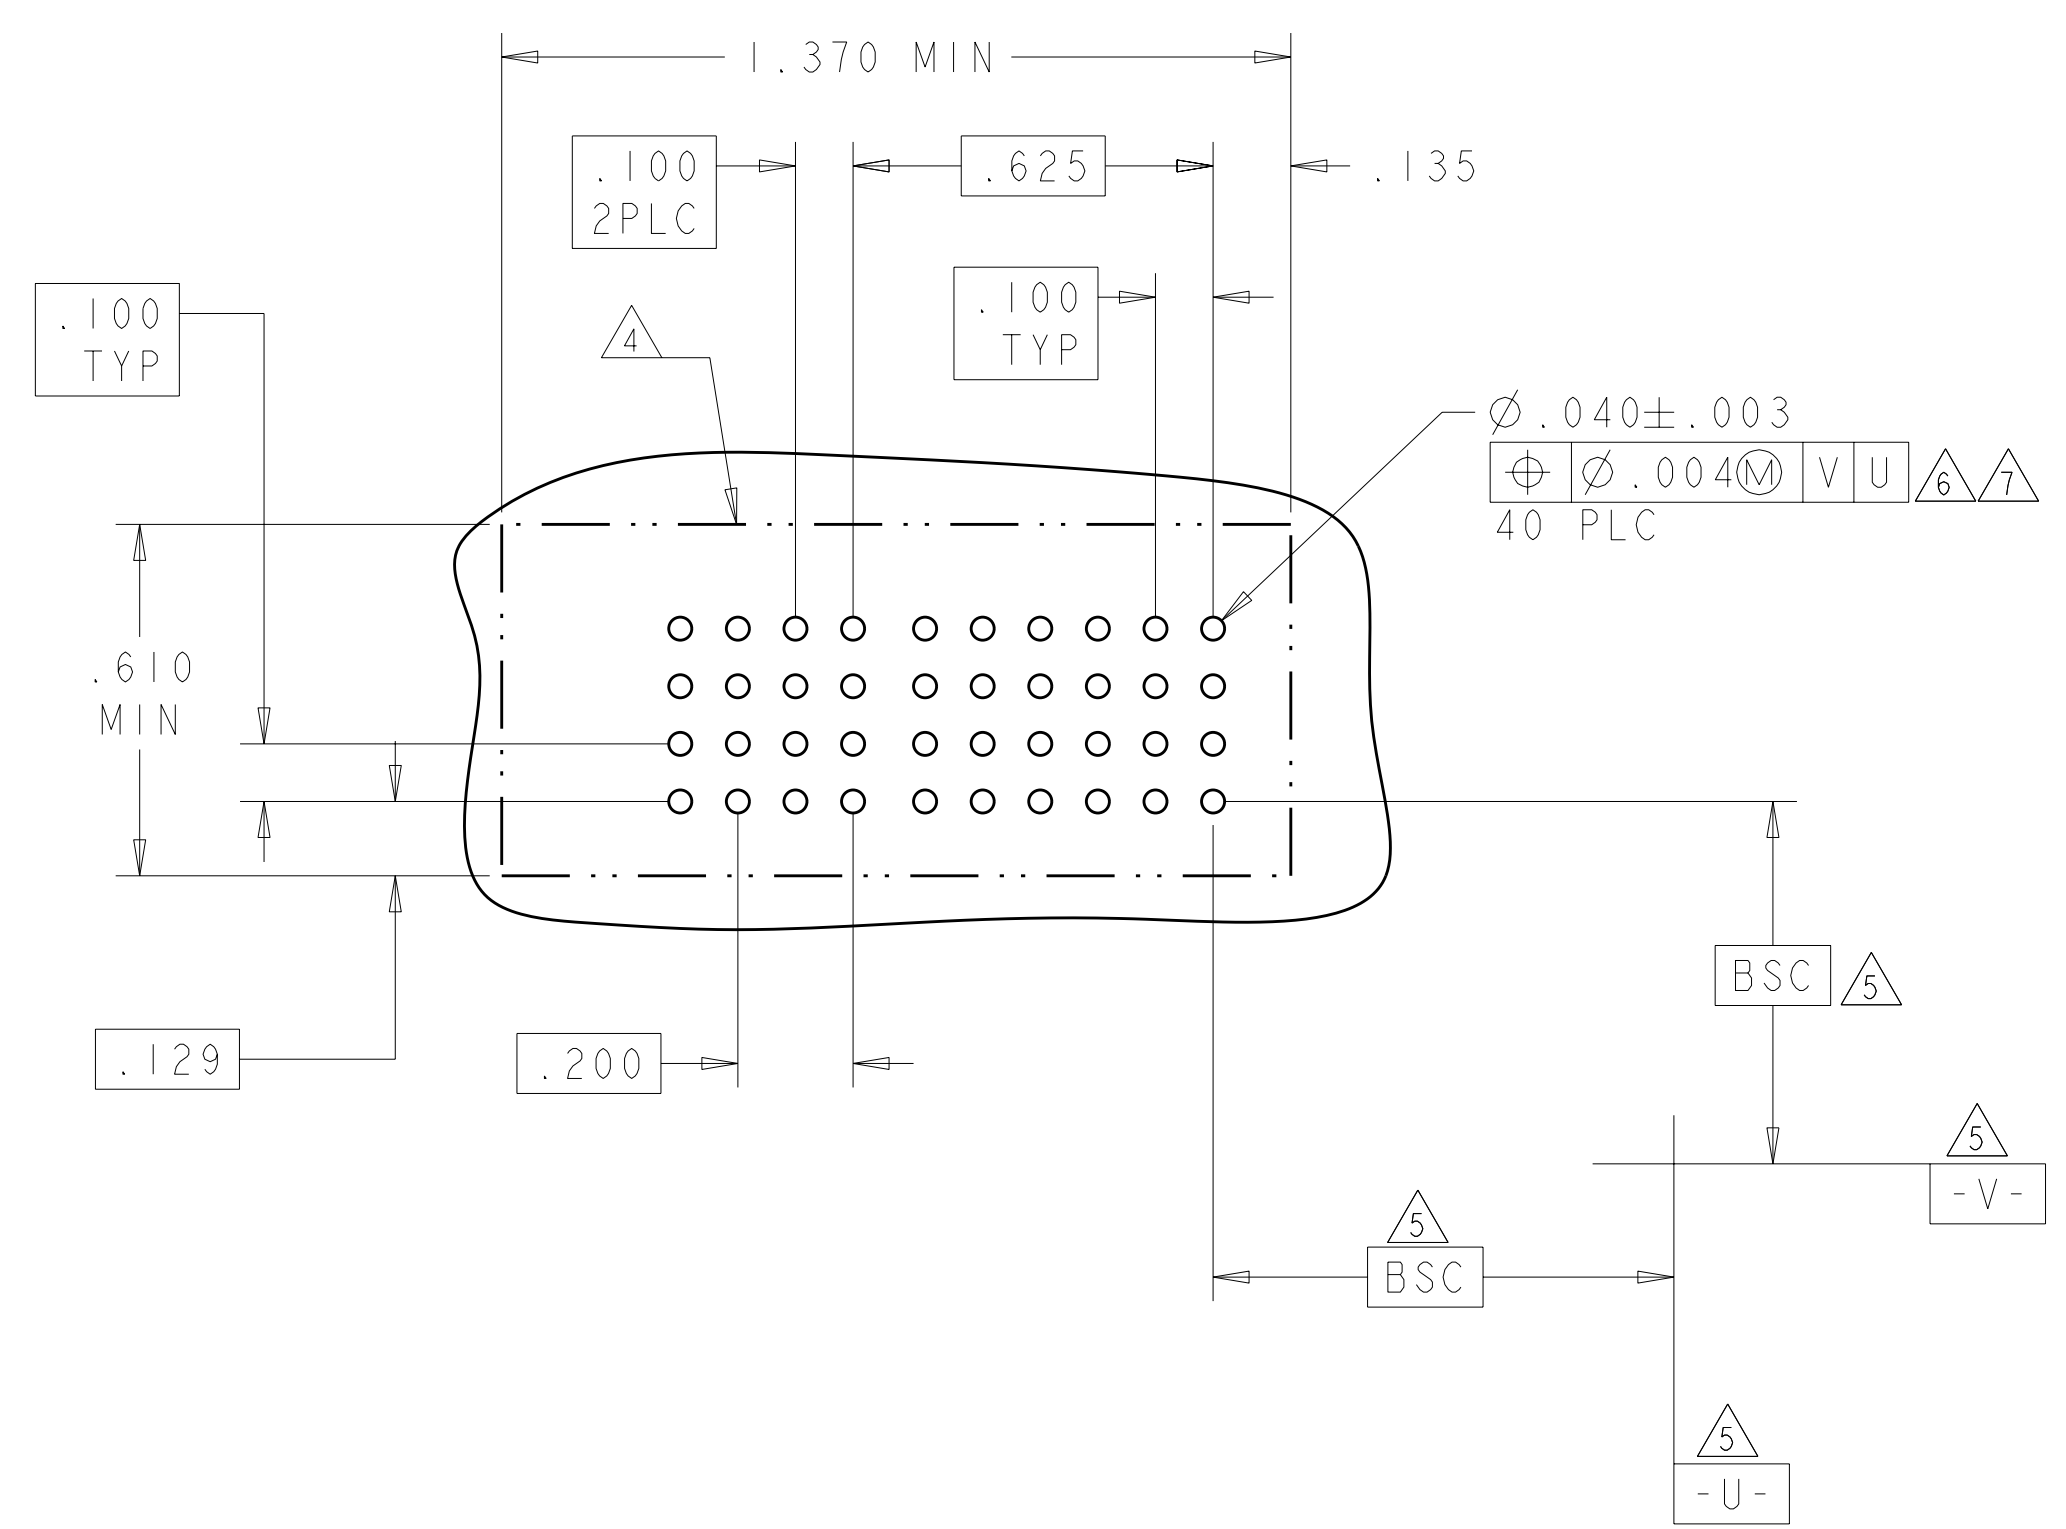 1.370 MIN
.100
2PLC
.625
.135
.100
TYP
.100
TYP
4
Ø.040±.003
⌖ Ø.004Ⓜ V U 6 7
40 PLC
.610
MIN
BSC 5
.129
.200
5
-V-
5
BSC
5
-U-